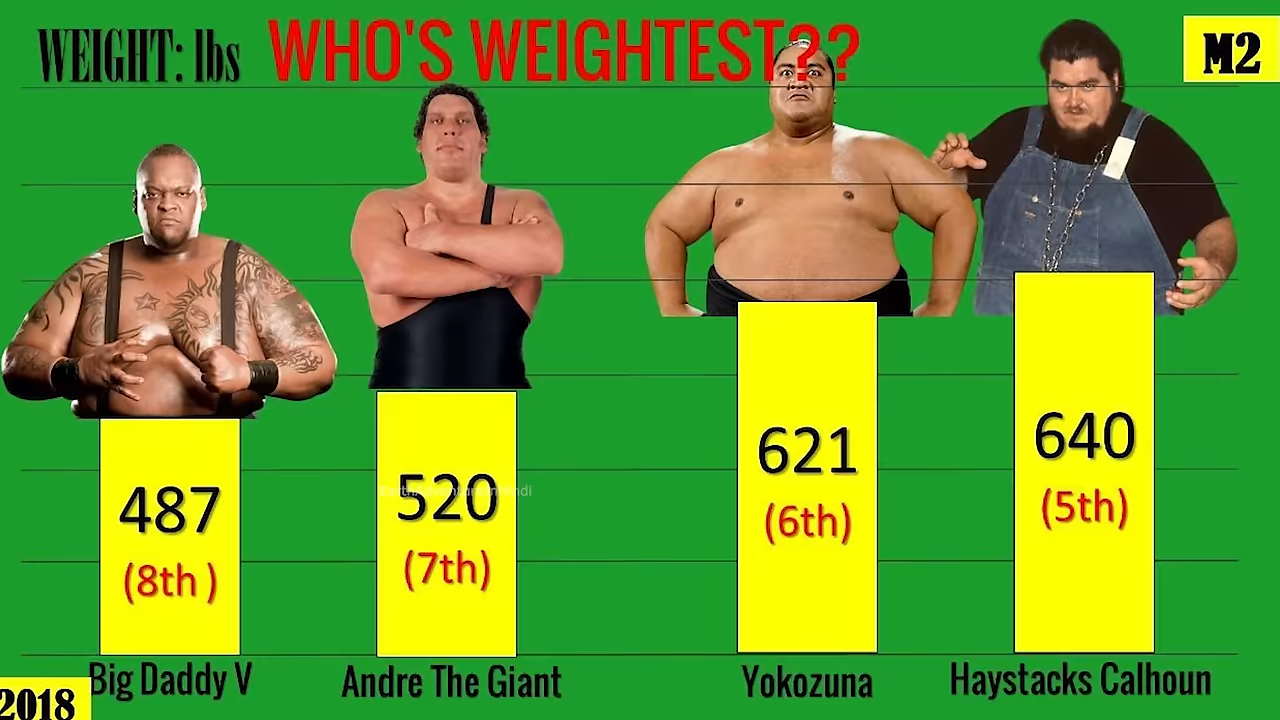 WEIGHT: lbs
WHO'S WEIGHTEST??
M2
487
(8th )
520
(7th)
621
(6th)
640
(5th)
Big Daddy V
Andre The Giant
Yokozuna
Haystacks Calhoun
2018